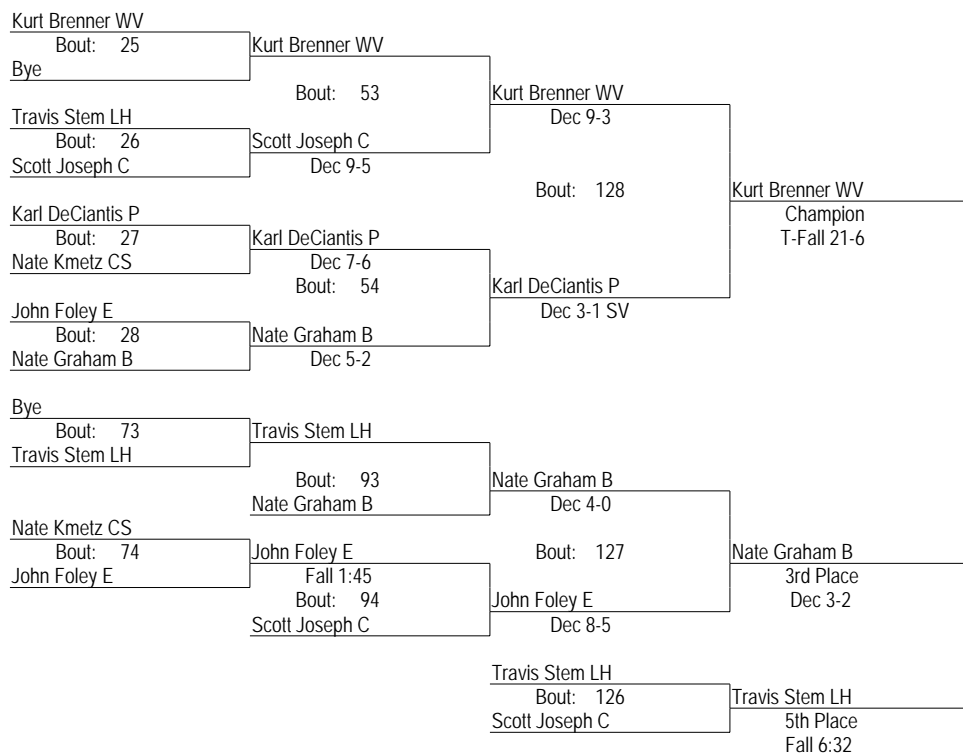 Kurt Brenner WV
Bout: 25
Kurt Brenner WV
Bye
Bout: 53
Kurt Brenner WV
Travis Stem LH
Dec 9-3
Bout: 26
Scott Joseph C
Scott Joseph C
Dec 9-5
Bout: 128
Kurt Brenner WV
Karl DeCiantis P
Champion
Bout: 27
Karl DeCiantis P
T-Fall 21-6
Nate Kmetz CS
Dec 7-6
Bout: 54
Karl DeCiantis P
John Foley E
Dec 3-1 SV
Bout: 28
Nate Graham B
Nate Graham B
Dec 5-2
Bye
Bout: 73
Travis Stem LH
Travis Stem LH
Bout: 93
Nate Graham B
Nate Graham B
Dec 4-0
Nate Kmetz CS
Bout: 74
John Foley E
Bout: 127
Nate Graham B
John Foley E
Fall 1:45
3rd Place
Bout: 94
John Foley E
Dec 3-2
Scott Joseph C
Dec 8-5
Travis Stem LH
Bout: 126
Travis Stem LH
Scott Joseph C
5th Place
Fall 6:32